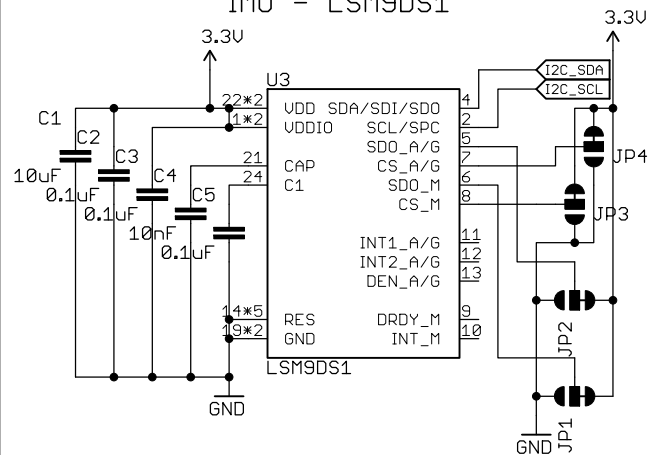 IMU - LSM9DS1
3.3V
3.3V
I2C_SDA
I2C_SCL
U3
22*2 VDD SDA/SDI/SDO 4
1*2 VDDIO SCL/SPC 2
SDO_A/G 5
21 CAP CS_A/G 7
24 C1 SDO_M 6
CS_M 8
INT1_A/G 11
INT2_A/G 12
DEN_A/G 13
14*5 RES DRDY_M 9
19*2 GND INT_M 10
LSM9DS1
C1
C2
C3
C4
C5
10uF
0.1uF
0.1uF
10nF
0.1uF
GND
JP4
JP3
JP2
JP1
GND